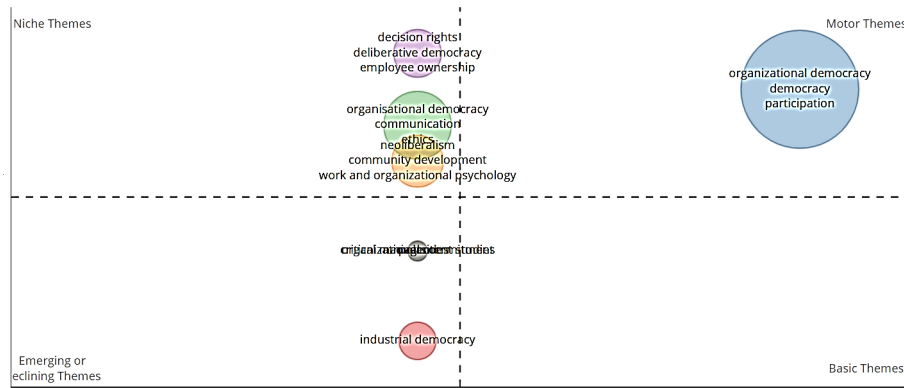 Niche Themes
Motor Themes
decision rights
deliberative democracy
employee ownership
organizational democracy
democracy
participation
organisational democracy
communication
ethics
neoliberalism
community development
work and organizational psychology
industrial democracy
Emerging or
eclining Themes
Basic Themes